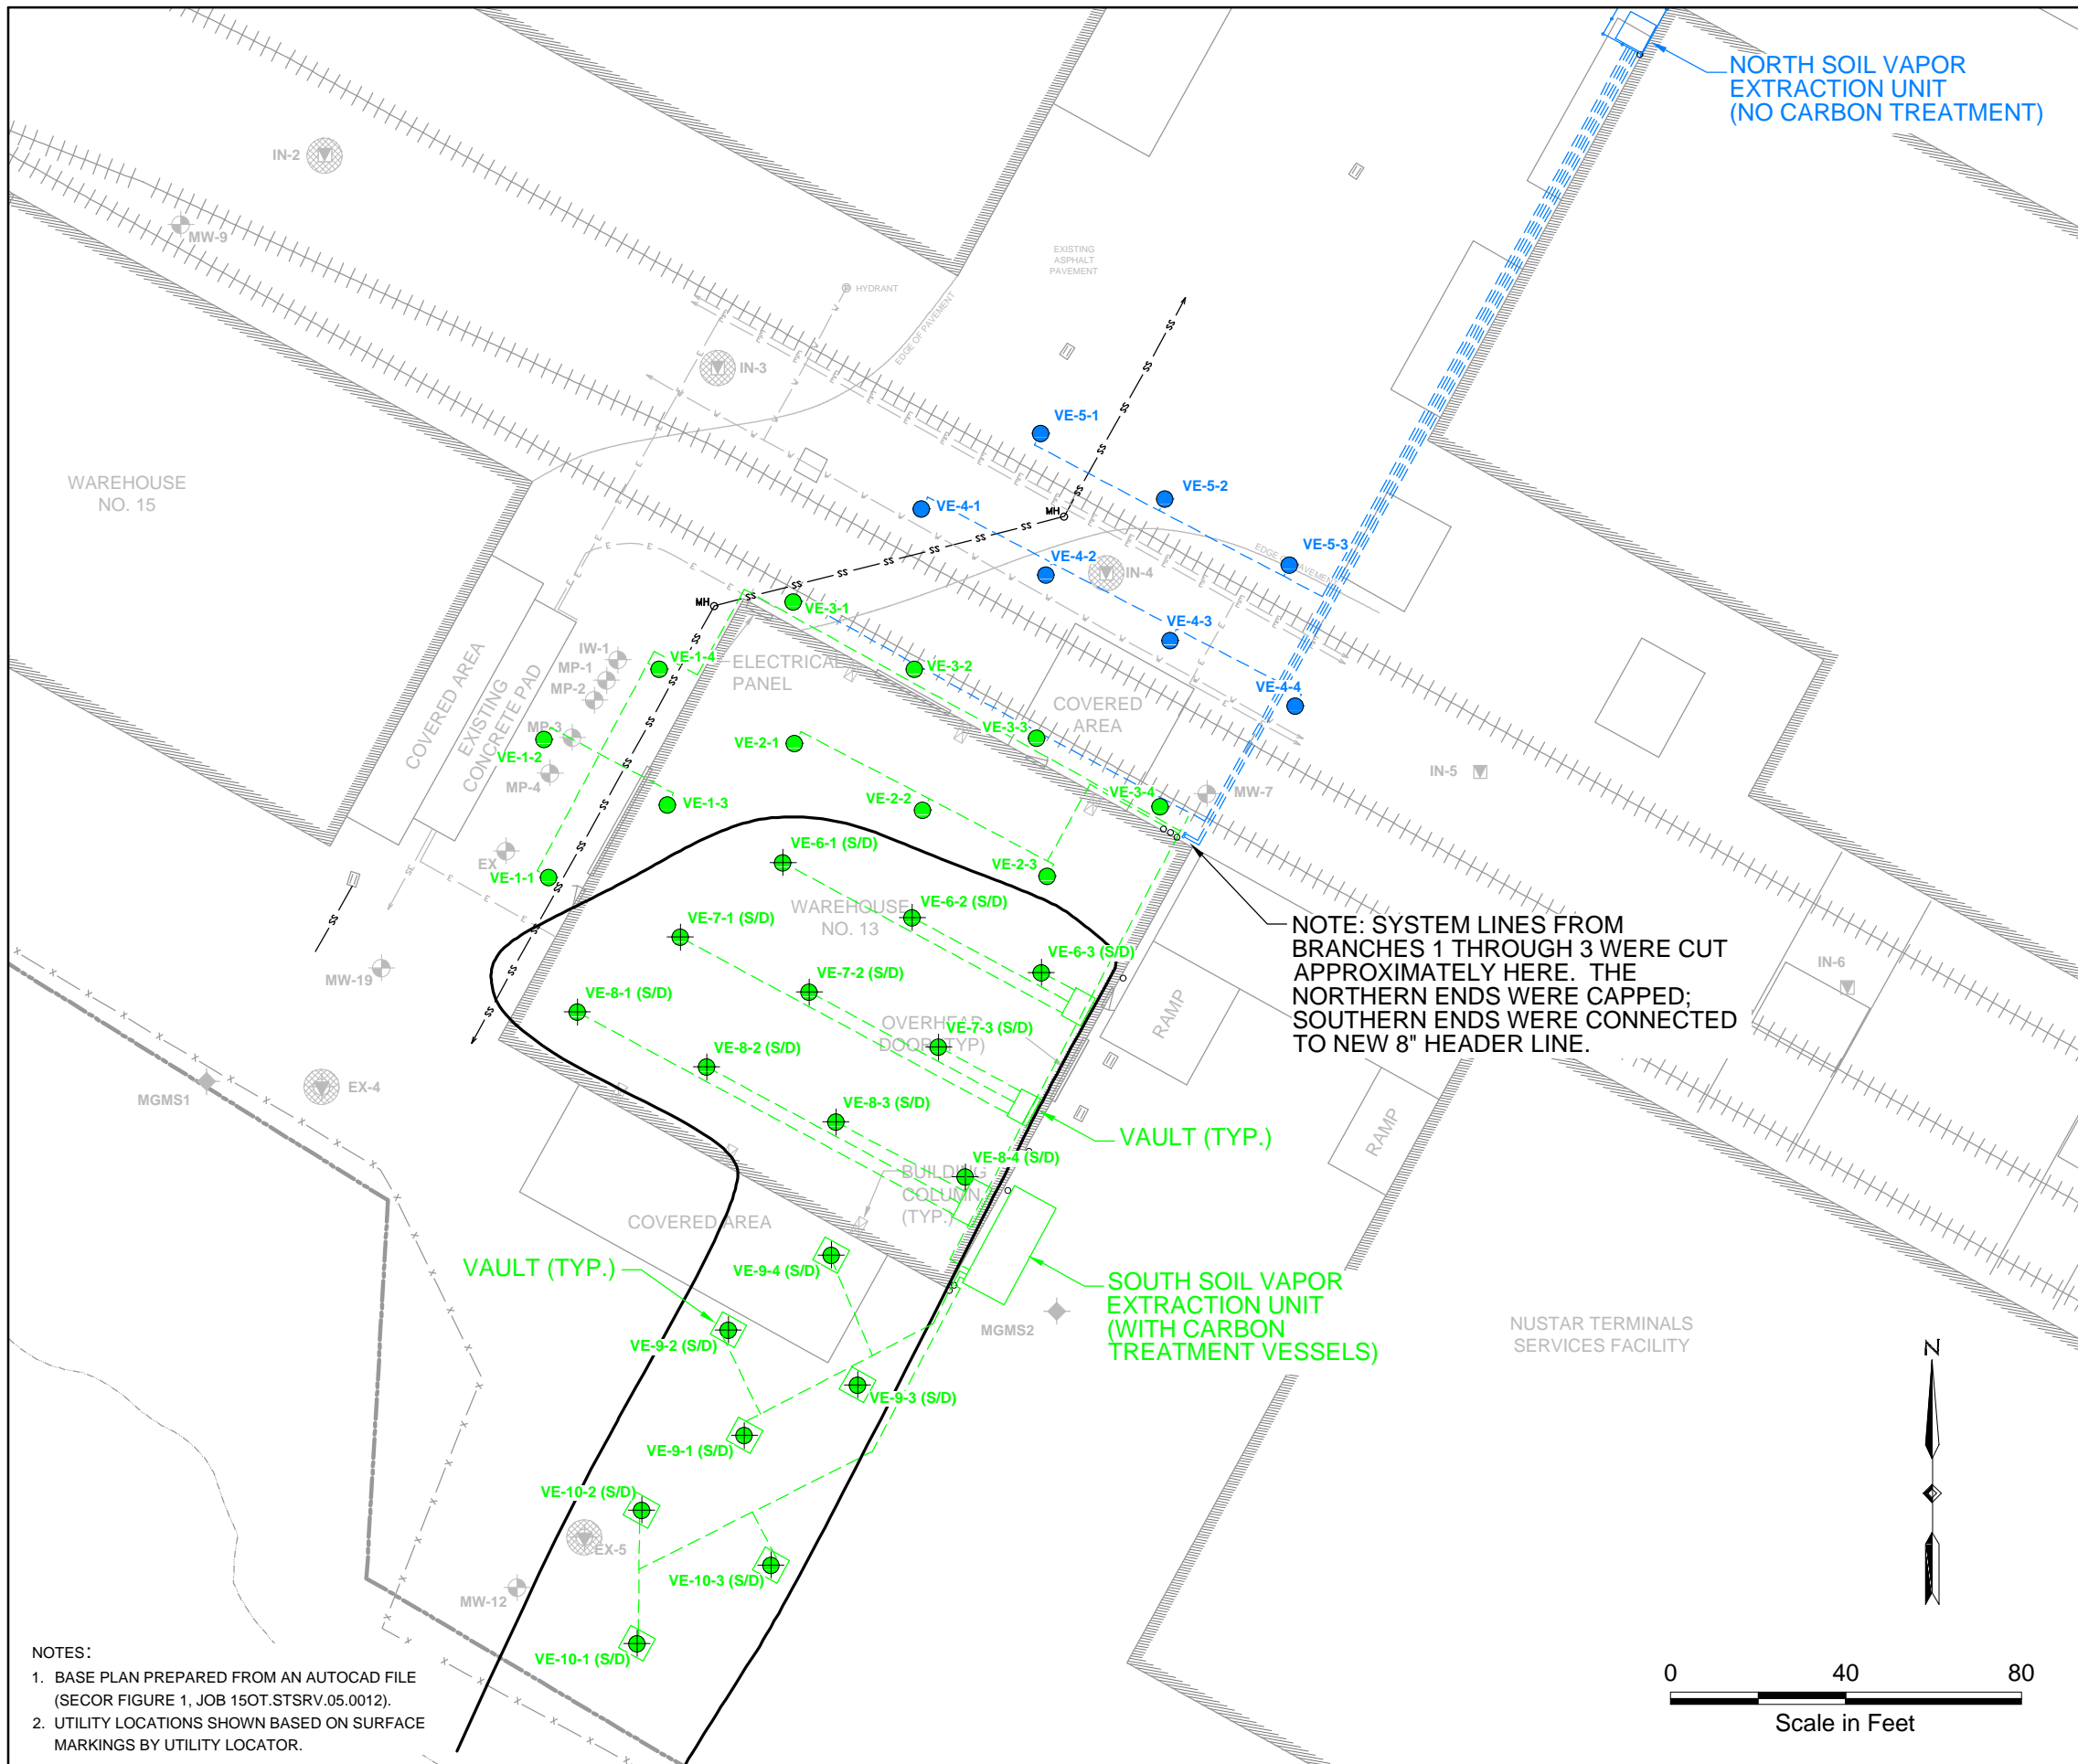 NORTH SOIL VAPOR
EXTRACTION UNIT
(NO CARBON TREATMENT)
IN-2
MW-9
EXISTING
ASPHALT
PAVEMENT
HYDRANT
EDGE OF PAVEMENT
IN-3
VE-5-1
WAREHOUSE
NO. 15
VE-5-2
VE-4-1
MH
VE-4-2
IN-4
VE-5-3
MH
VE-3-1
VE-4-3
IW-1
MP-1
MP-2
VE-1-4
ELECTRICAL
PANEL
VE-3-2
VE-4-4
COVERED
AREA
COVERED AREA
EXISTING
CONCRETE PAD
MP-3
VE-1-2
VE-2-1
VE-3-3
MP-4
IN-5
VE-1-3
VE-2-2
VE-3-4
MW-7
EX
VE-1-1
VE-6-1 (S/D)
VE-2-3
WAREHOUSE
NO. 13
VE-6-2 (S/D)
VE-7-1 (S/D)
NOTE: SYSTEM LINES FROM
BRANCHES 1 THROUGH 3 WERE CUT
APPROXIMATELY HERE. THE
NORTHERN ENDS WERE CAPPED;
SOUTHERN ENDS WERE CONNECTED
TO NEW 8" HEADER LINE.
IN-6
MW-19
VE-6-3 (S/D)
VE-7-2 (S/D)
VE-8-1 (S/D)
RAMP
OVERHEAD
DOOR (TYP)
VE-7-3 (S/D)
VE-8-2 (S/D)
MGMS1
EX-4
VE-8-3 (S/D)
RAMP
VAULT (TYP.)
VE-8-4 (S/D)
BUILDING
COLUMN
(TYP.)
COVERED AREA
VAULT (TYP.)
VE-9-4 (S/D)
SOUTH SOIL VAPOR
EXTRACTION UNIT
(WITH CARBON
TREATMENT VESSELS)
MGMS2
NUSTAR TERMINALS
SERVICES FACILITY
VE-9-2 (S/D)
VE-9-3 (S/D)
N
VE-9-1 (S/D)
VE-10-2 (S/D)
EX-5
VE-10-3 (S/D)
MW-12
VE-10-1 (S/D)
NOTES:
1. BASE PLAN PREPARED FROM AN AUTOCAD FILE
(SECOR FIGURE 1, JOB 15OT.STSRV.05.0012).
2. UTILITY LOCATIONS SHOWN BASED ON SURFACE
MARKINGS BY UTILITY LOCATOR.
0 40 80
Scale in Feet